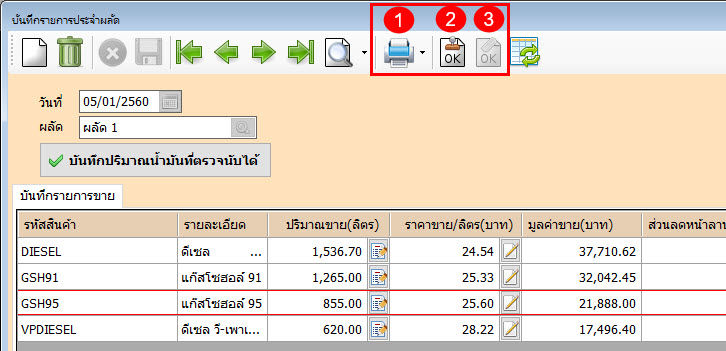 บันทึกรายการประจำผลัด
1 2 3
OK OK
วันที่ 05/01/2560
ผลัด ผลัด 1
บันทึกปริมาณน้ำมันที่ตรวจนับได้
บันทึกรายการขาย
รหัสสินค้า รายละเอียด ปริมาณขาย(ลิตร) ราคาขาย/ลิตร(บาท) มูลค่าขาย(บาท) ส่วนลดหน้าลาน
DIESEL ดีเซล ... 1,536.70 24.54 37,710.62
GSH91 แก๊สโซฮอล์ 91 1,265.00 25.33 32,042.45
GSH95 แก๊สโซฮอล์ 95 855.00 25.60 21,888.00
VPDIESEL ดีเซล วี-เพาเ... 620.00 28.22 17,496.40